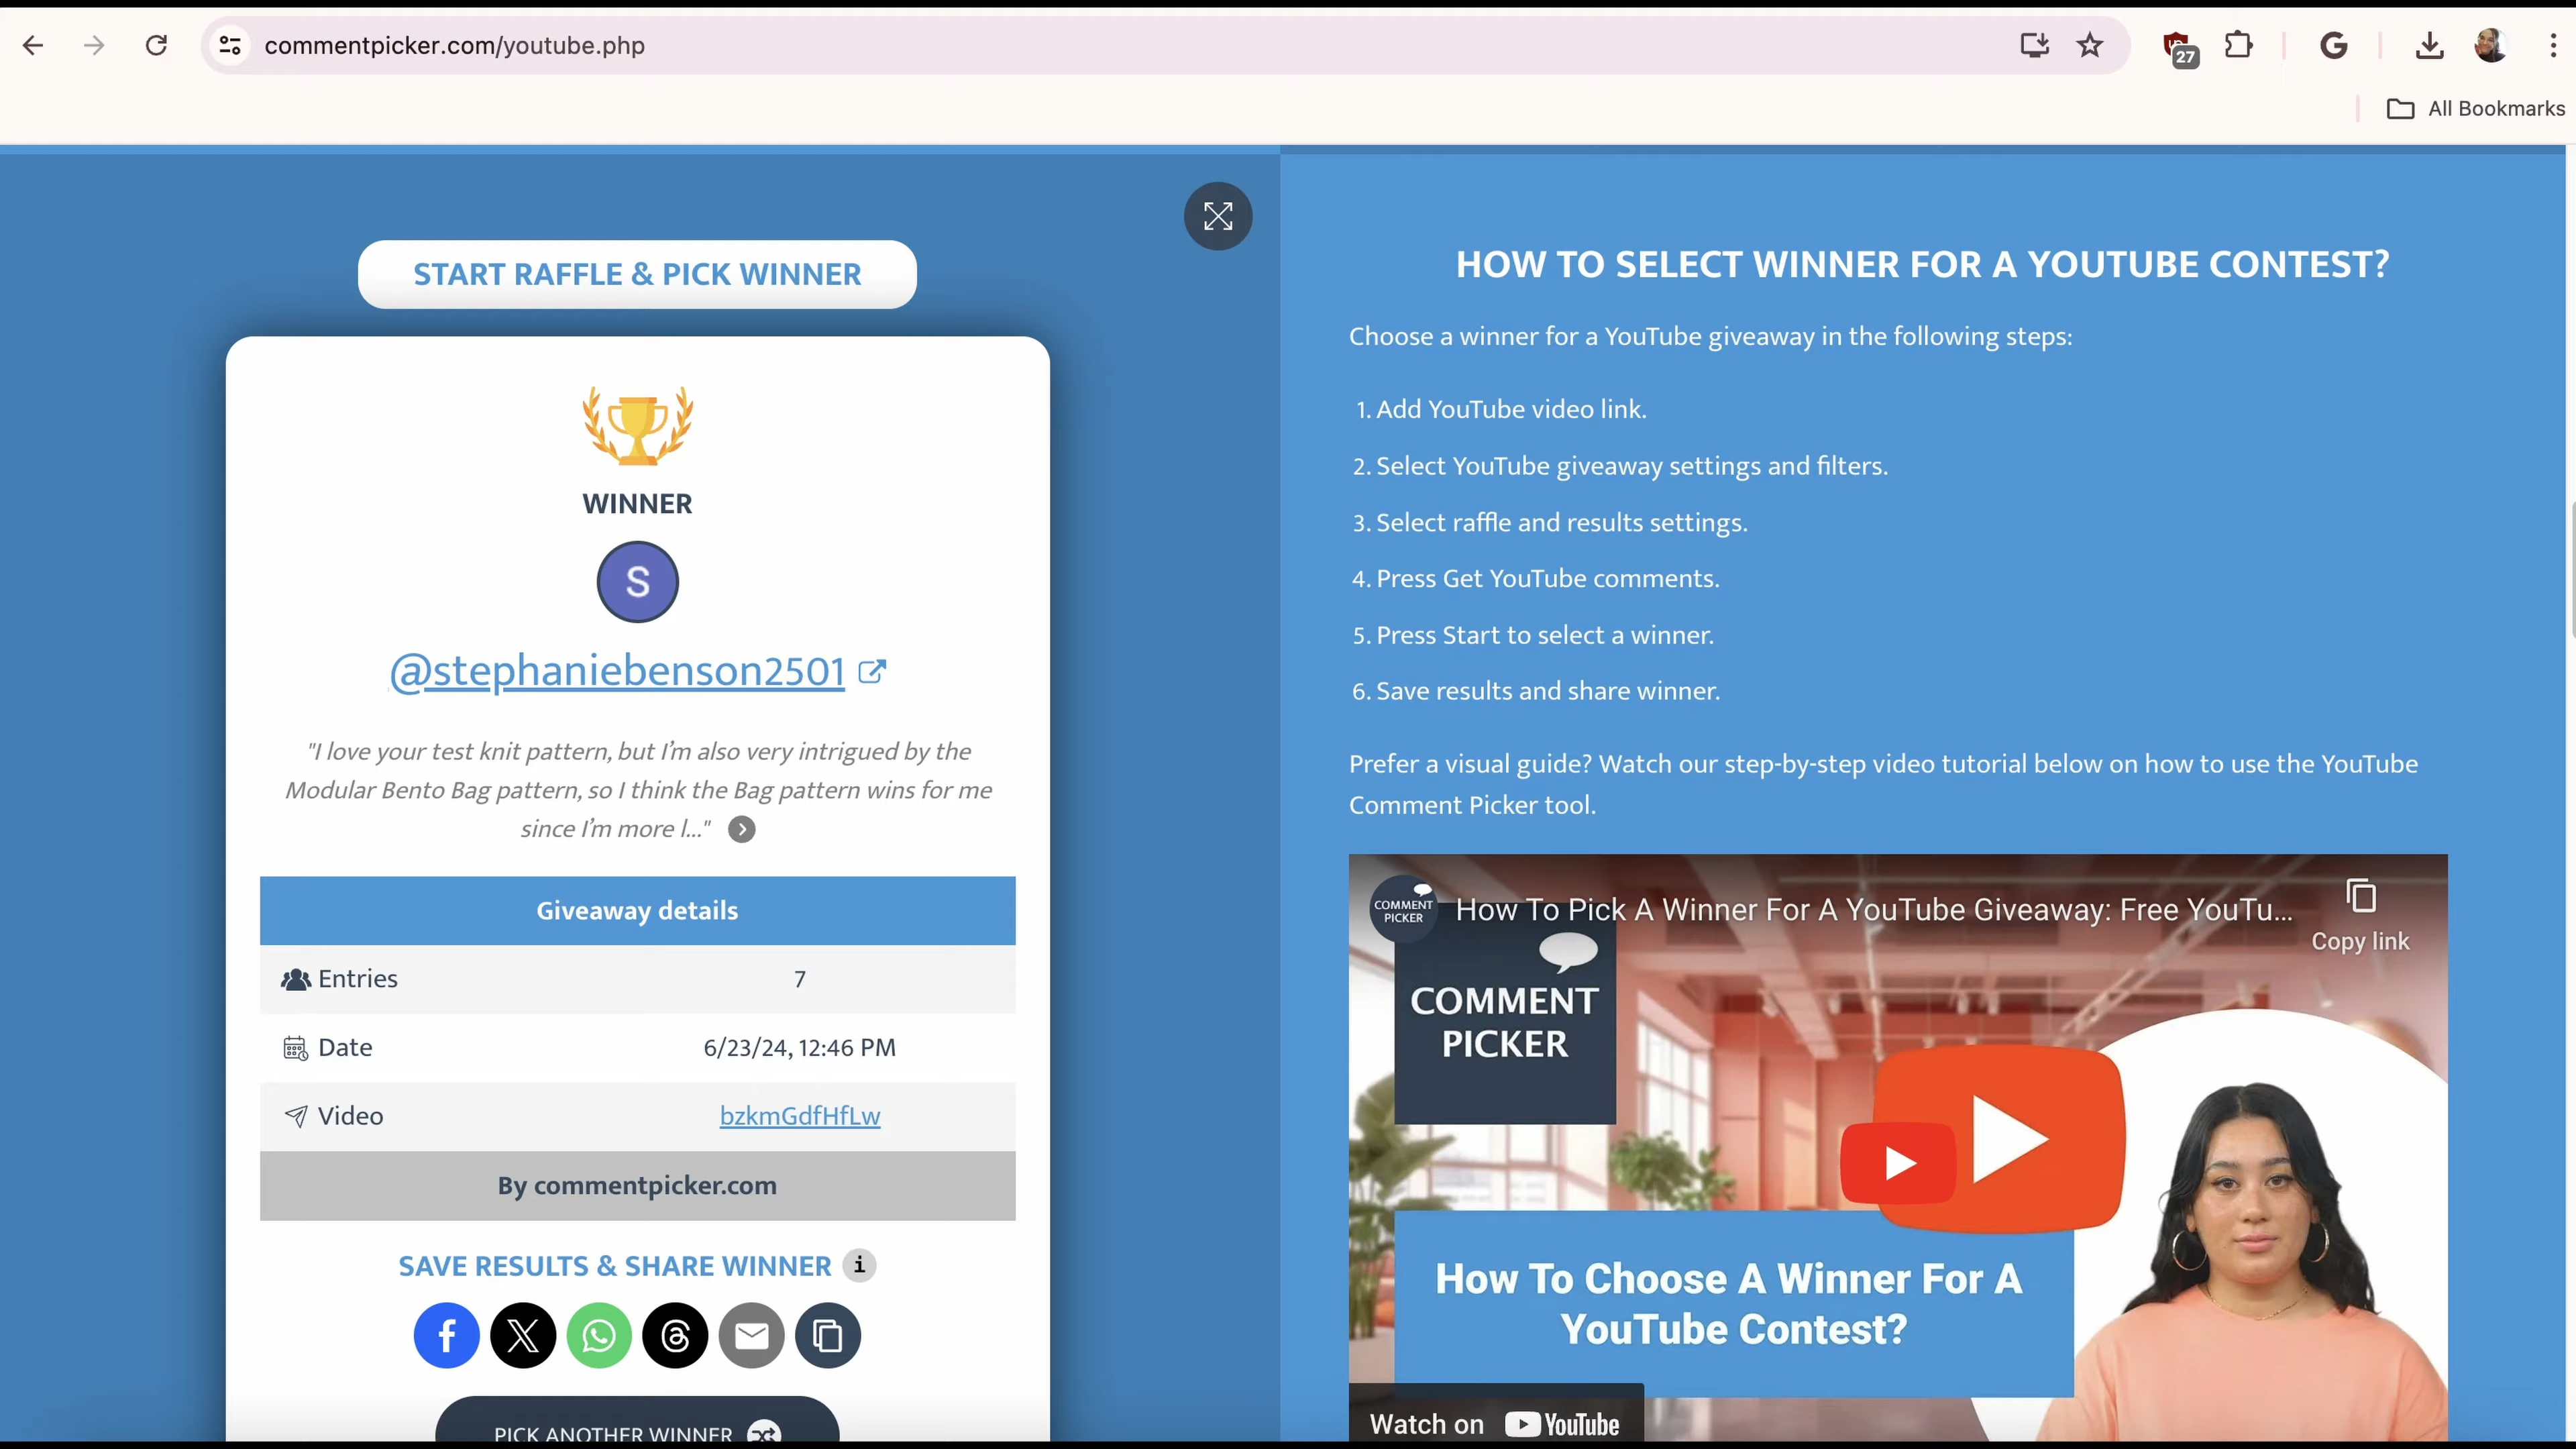 commentpicker.com/youtube.php
27
All Bookmarks
START RAFFLE & PICK WINNER
WINNER
S
@stephaniebenson2501
"I love your test knit pattern, but I’m also very intrigued by the
Modular Bento Bag pattern, so I think the Bag pattern wins for me
since I’m more l..."
Giveaway details
Entries 7
Date 6/23/24, 12:46 PM
Video bzkmGdfHfLw
By commentpicker.com
SAVE RESULTS & SHARE WINNER i
PICK ANOTHER WINNER
HOW TO SELECT WINNER FOR A YOUTUBE CONTEST?
Choose a winner for a YouTube giveaway in the following steps:
1. Add YouTube video link.
2. Select YouTube giveaway settings and filters.
3. Select raffle and results settings.
4. Press Get YouTube comments.
5. Press Start to select a winner.
6. Save results and share winner.
Prefer a visual guide? Watch our step-by-step video tutorial below on how to use the YouTube
Comment Picker tool.
COMMENT
PICKER
How To Pick A Winner For A YouTube Giveaway: Free YouTu...
Copy link
COMMENT
PICKER
How To Choose A Winner For A
YouTube Contest?
Watch on YouTube